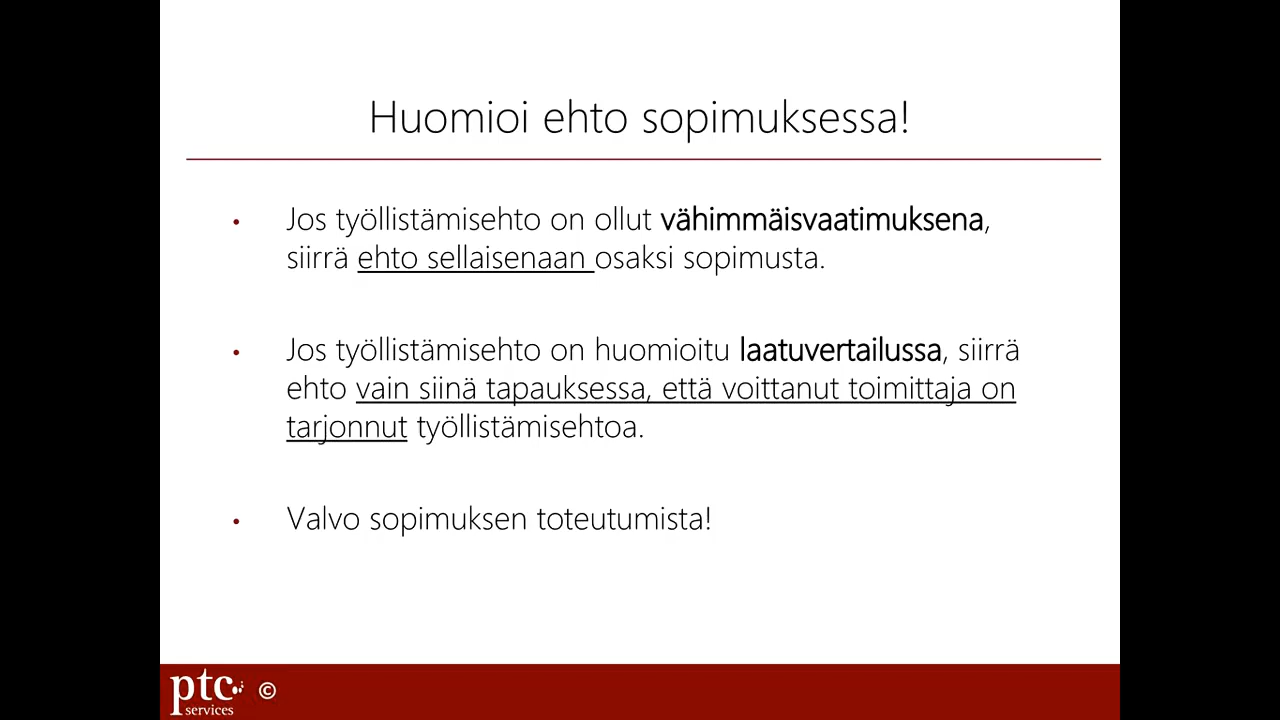 Huomioi ehto sopimuksessa!
• Jos työllistämisehto on ollut vähimmäisvaatimuksena,
siirrä ehto sellaisenaan osaksi sopimusta.
• Jos työllistämisehto on huomioitu laatuvertailussa, siirrä
ehto vain siinä tapauksessa, että voittanut toimittaja on
tarjonnut työllistämisehtoa.
• Valvo sopimuksen toteutumista!
ptc ©
services